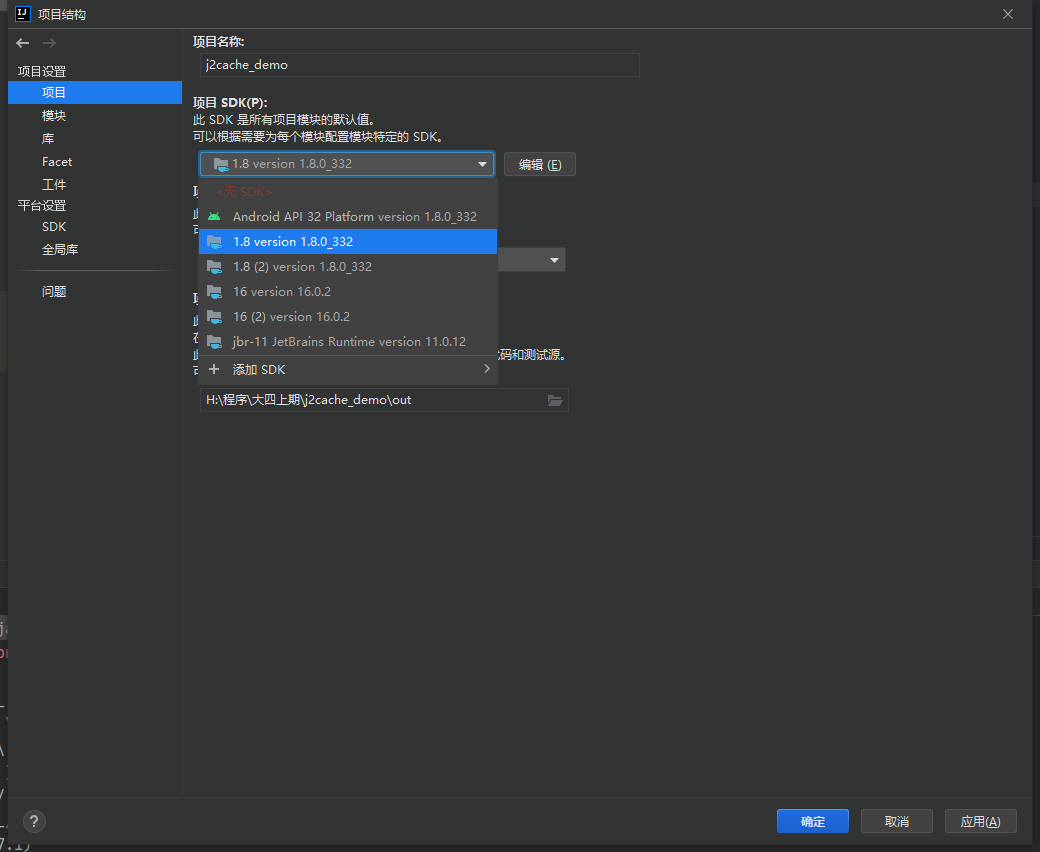 项目结构
项目名称:
项目设置
j2cache_demo
项目
模块
库
Facet
工件
平台设置
SDK
全局库
问题
项目 SDK(P):
此 SDK 是所有项目模块的默认值。
可以根据需要为每个模块配置模块特定的 SDK。
1.8 version 1.8.0_332
编辑 (E)
<无 SDK>
Android API 32 Platform version 1.8.0_332
1.8 version 1.8.0_332
1.8 (2) version 1.8.0_332
16 version 16.0.2
16 (2) version 16.0.2
jbr-11 JetBrains Runtime version 11.0.12
码和测试源。
添加 SDK
H:\程序\大四上期\j2cache_demo\out
?
确定
取消
应用(A)